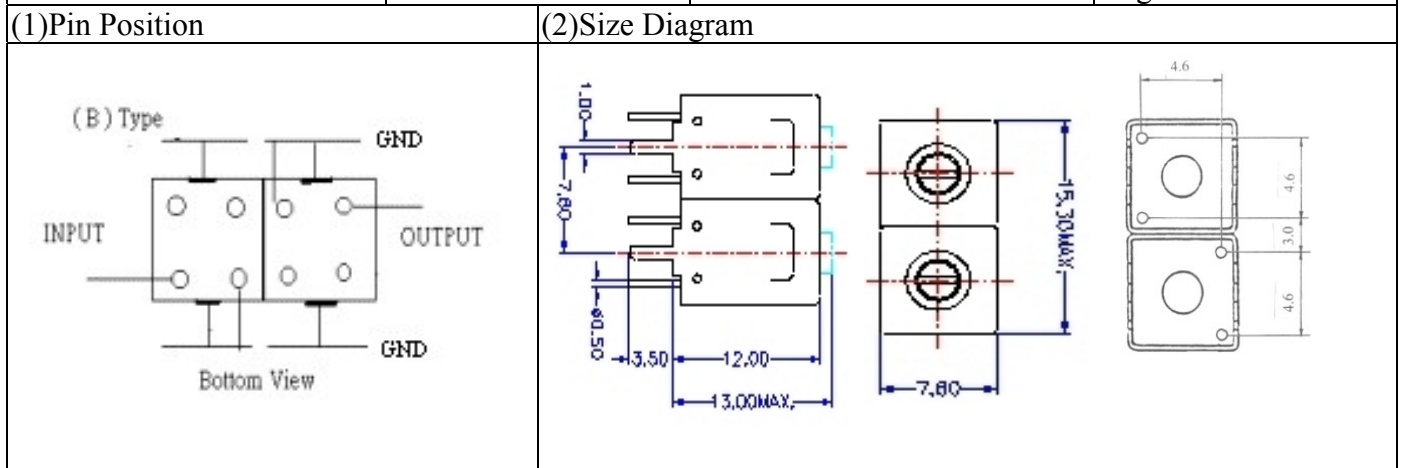 (1)Pin Position
(2)Size Diagram
(B) Type
GND
INPUT
OUTPUT
GND
Bottom View
1.00
7.60
ø0.50
3.50
12.00
13.00MAX.
15.30MAX.
7.60
4.6
4.6
3.0
4.6